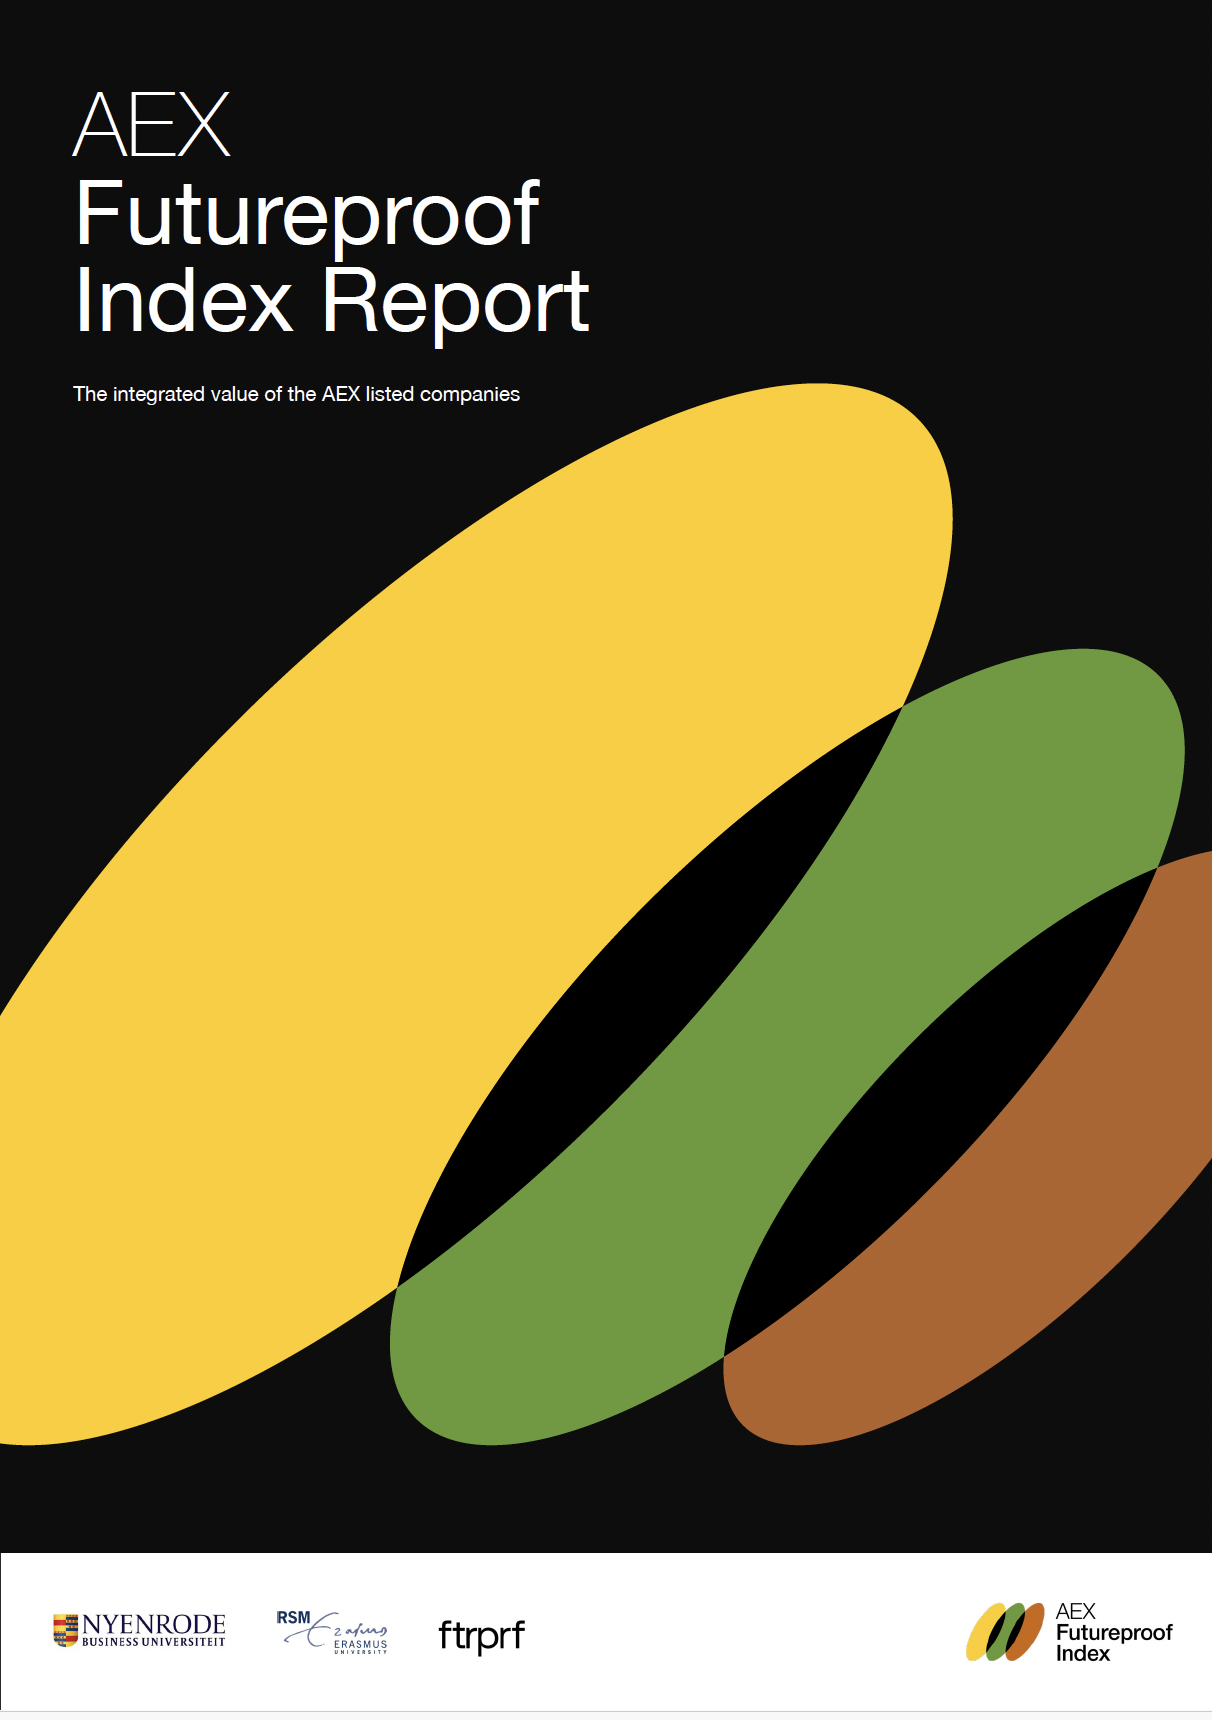 AEX
Futureproof
Index Report
The integrated value of the AEX listed companies
NYENRODE
BUSINESS UNIVERSITEIT
RSM
Erasmus
ERASMUS
UNIVERSITY
ftrprf
AEX
Futureproof
Index